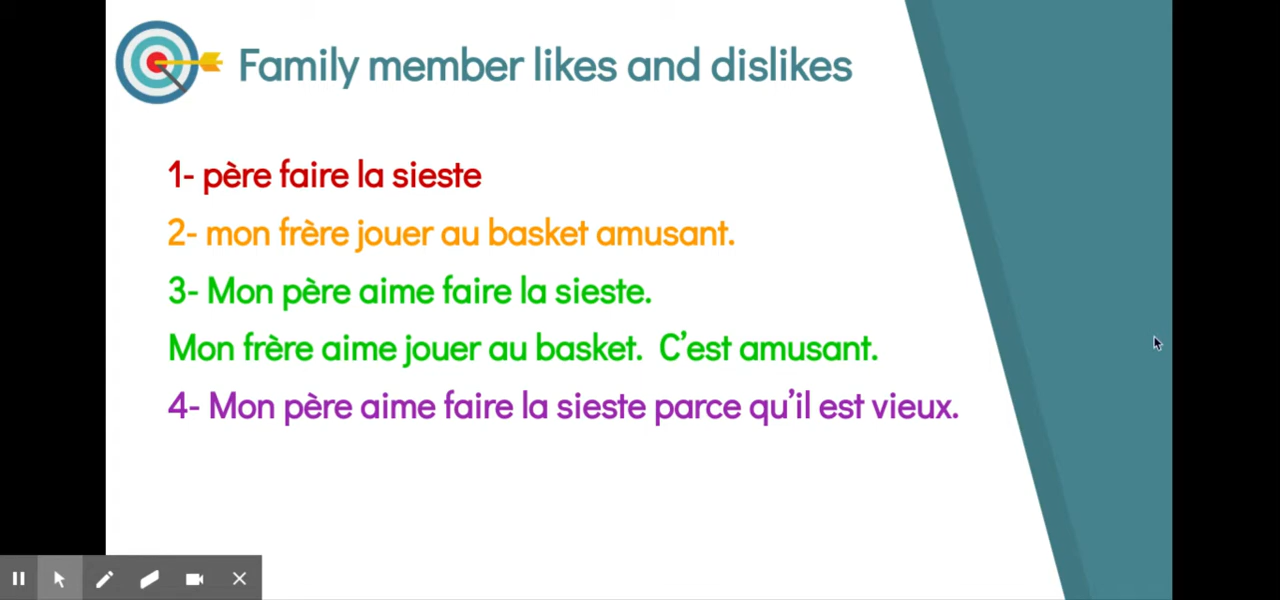 Family member likes and dislikes
1- père faire la sieste
2- mon frère jouer au basket amusant.
3- Mon père aime faire la sieste.
Mon frère aime jouer au basket.  C’est amusant.
4- Mon père aime faire la sieste parce qu’il est vieux.